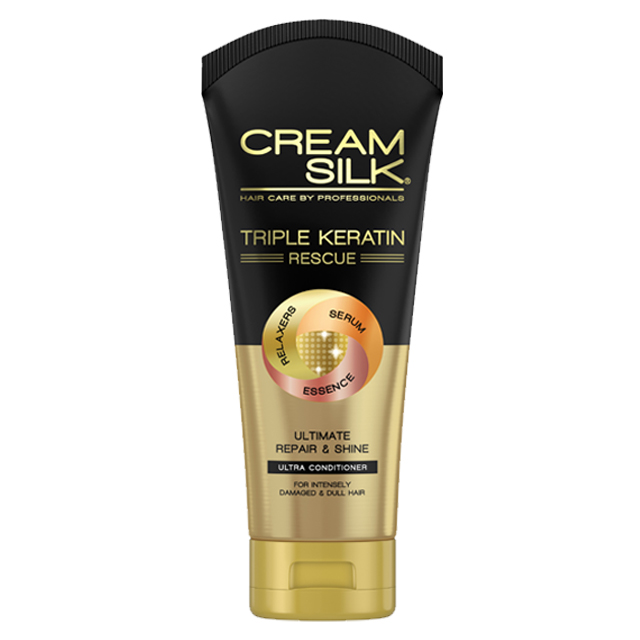 CREAM
SILK®
HAIR CARE BY PROFESSIONALS
TRIPLE KERATIN
RESCUE
RELAXERS
SERUM
ESSENCE
ULTIMATE
REPAIR & SHINE
ULTRA CONDITIONER
FOR INTENSELY
DAMAGED & DULL HAIR